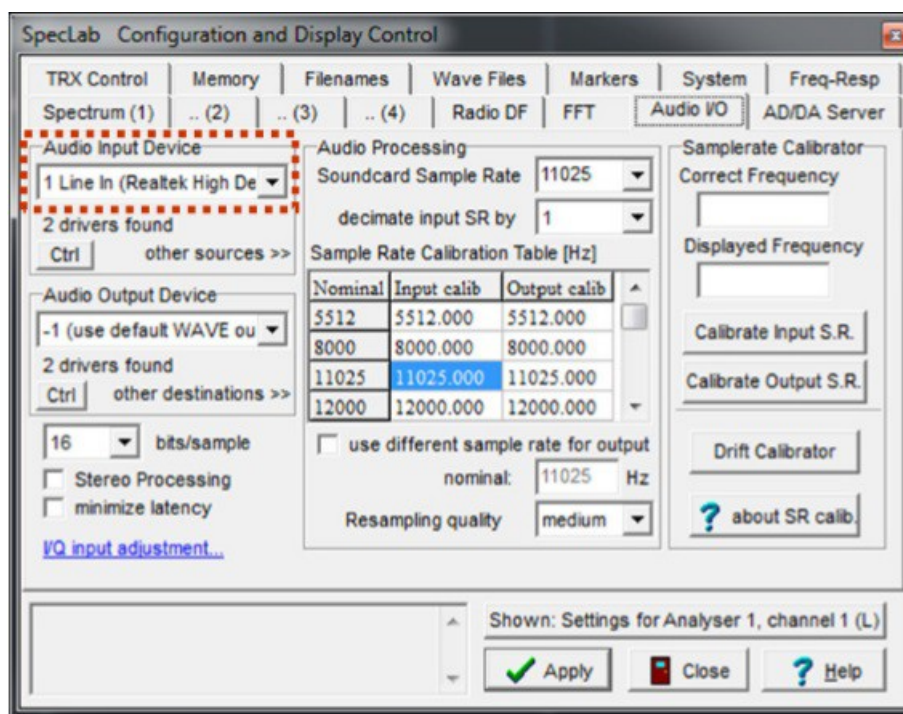 SpecLab Configuration and Display Control
TRX Control Memory Filenames Wave Files Markers System Freq-Resp
Spectrum (1) .. (2) .. (3) .. (4) Radio DF FFT Audio I/O AD/DA Server
Audio Input Device
1 Line In (Realtek High De
2 drivers found
Ctrl other sources >>
Audio Output Device
-1 (use default WAVE ou
2 drivers found
Ctrl other destinations >>
16 bits/sample
Stereo Processing
minimize latency
I/Q input adjustment...
Audio Processing
Soundcard Sample Rate 11025
decimate input SR by 1
Sample Rate Calibration Table [Hz]
Nominal Input calib Output calib
5512 5512.000 5512.000
8000 8000.000 8000.000
11025 11025.000 11025.000
12000 12000.000 12000.000
use different sample rate for output
nominal: 11025 Hz
Resampling quality medium
Samplerate Calibrator
Correct Frequency
Displayed Frequency
Calibrate Input S.R.
Calibrate Output S.R.
Drift Calibrator
? about SR calib.
Shown: Settings for Analyser 1, channel 1 (L)
Apply Close ? Help